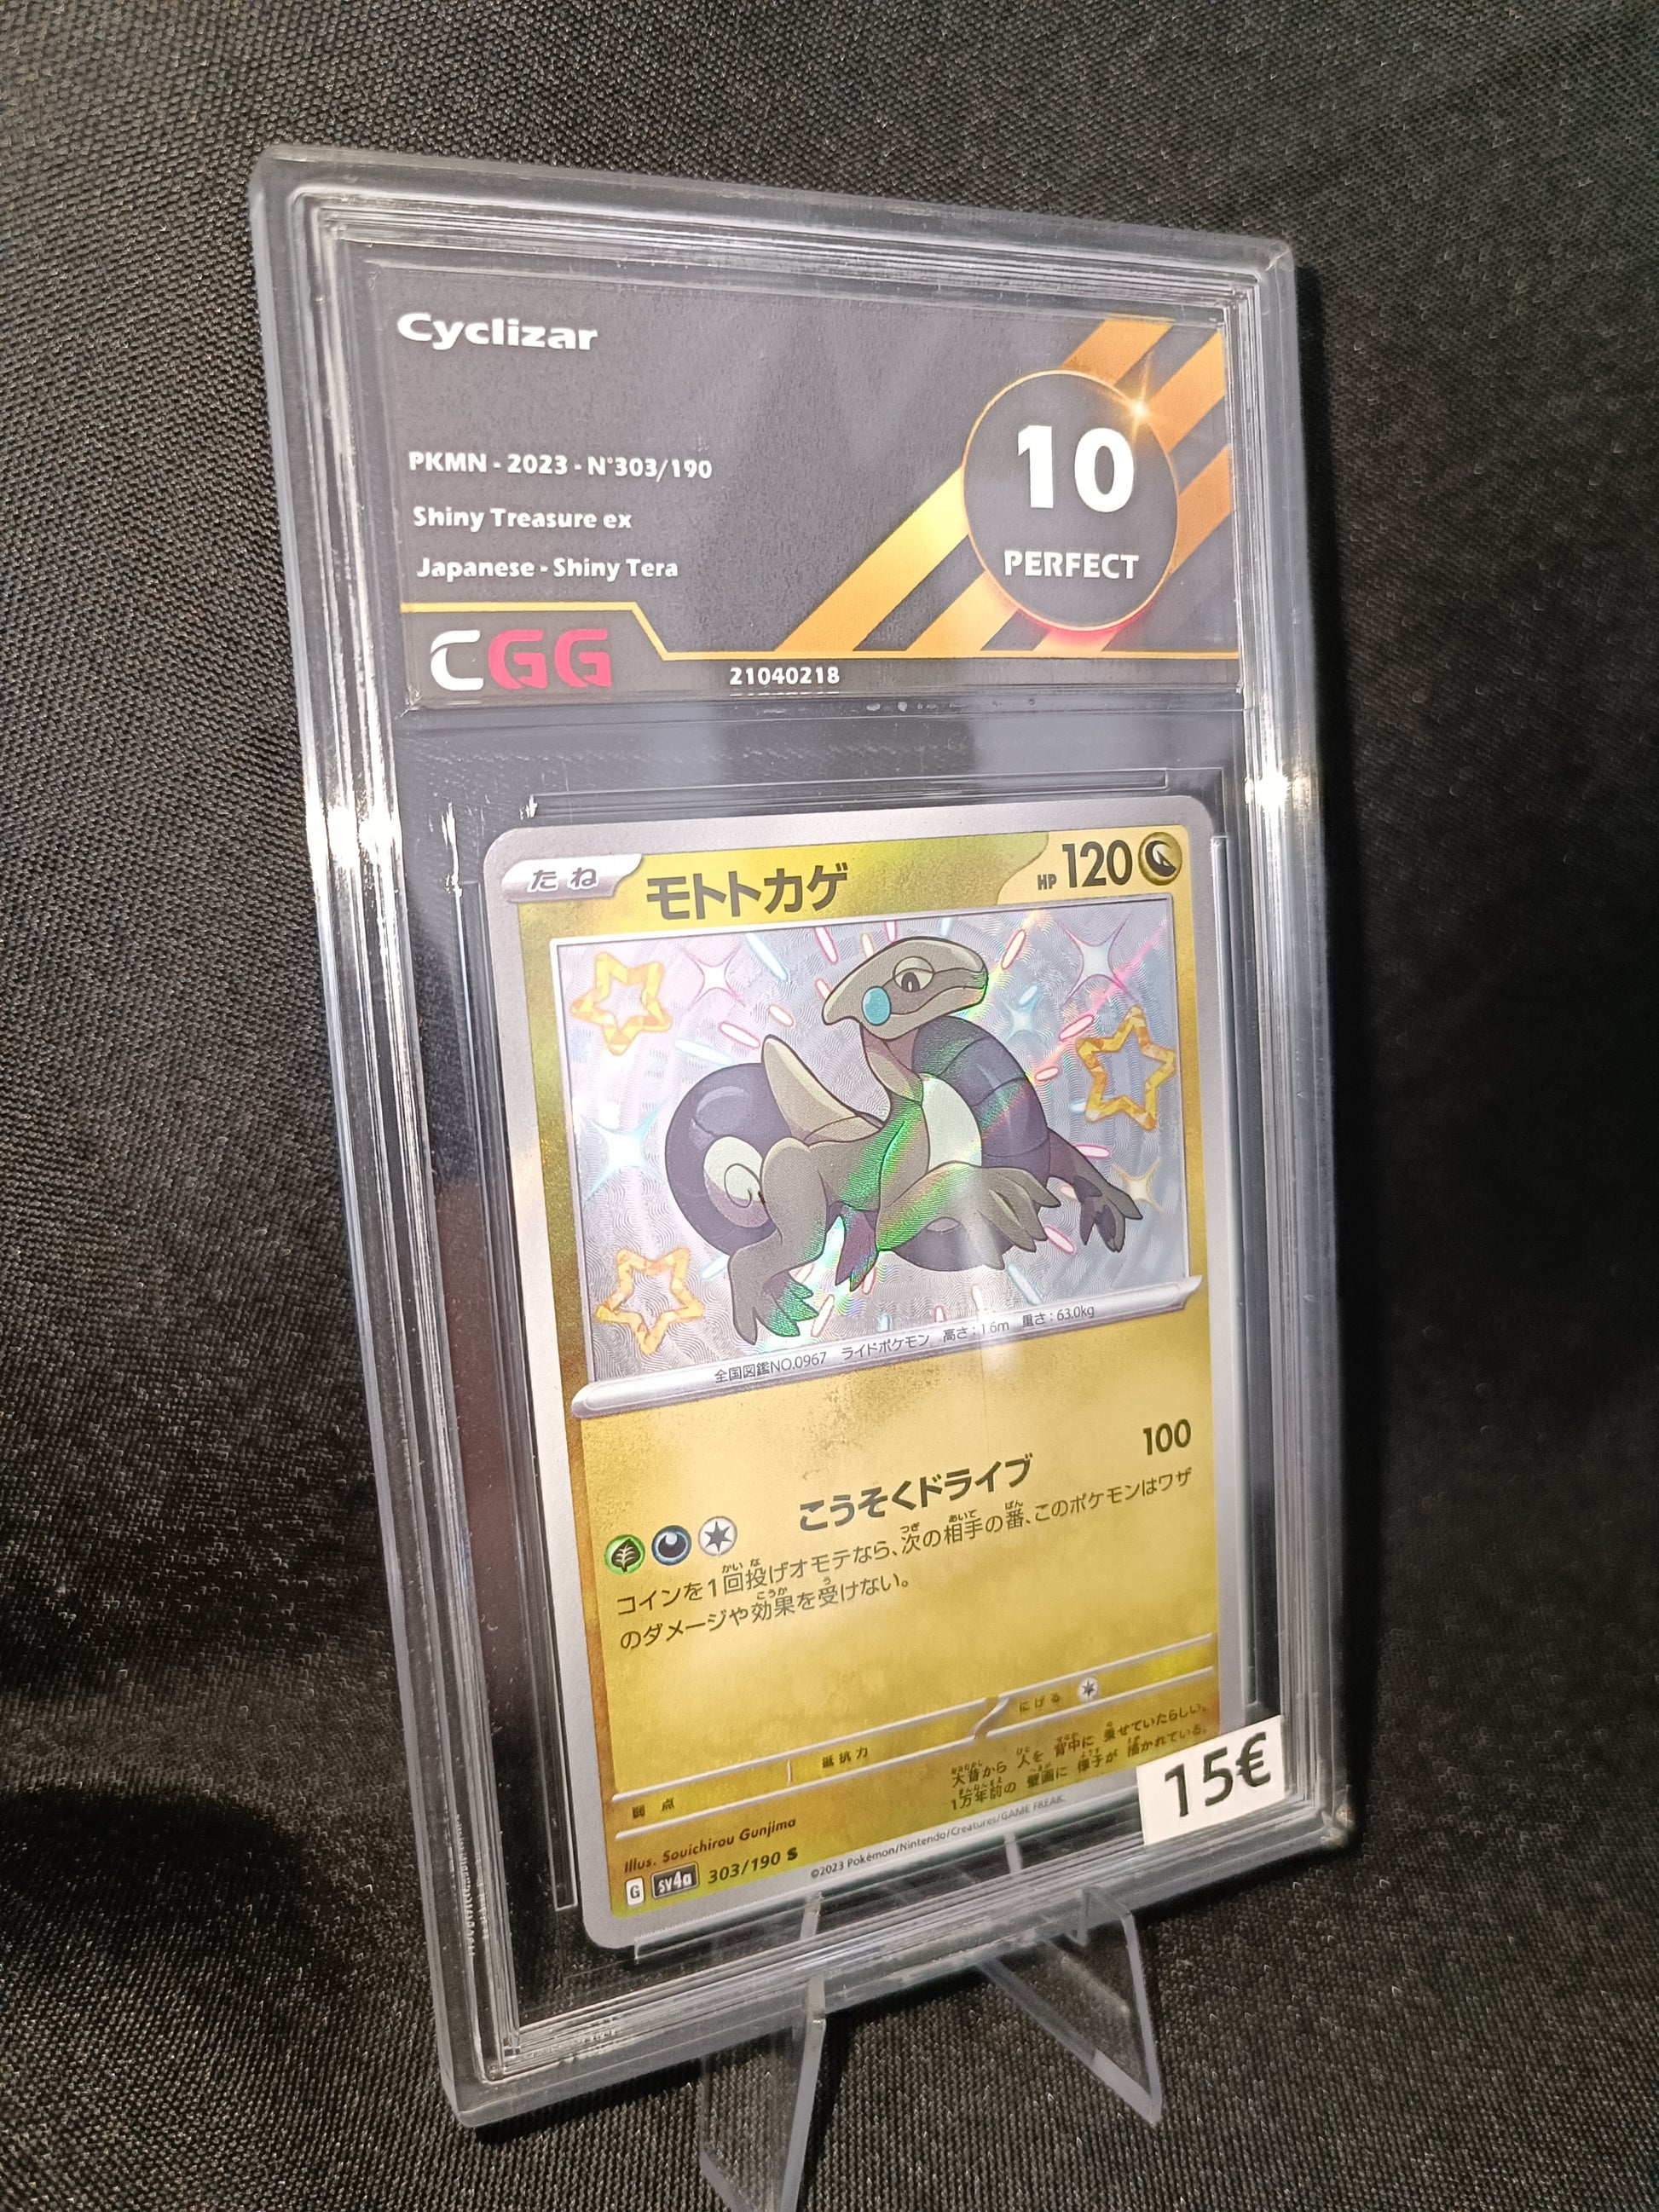 Cyclizar
PKMN - 2023 - N°303/190
Shiny Treasure ex
Japanese - Shiny Tera
10
PERFECT
CGG
21040218
たね
モトトカゲ
HP 120
全国図鑑NO.0967 ライドポケモン 高さ：1.6m 重さ：63.0kg
こうそくドライブ 100
コインを1回投げオモテなら、次の相手の番、このポケモンはワザ
のダメージや効果を受けない。
弱点
抵抗力
にげる
大昔から 人を 背中に 乗せていたらしい。
1万年前の 壁画に 様子が 描かれている。
Illus. Souichirou Gunjima
G SV4a 303/190 S
©2023 Pokémon/Nintendo/Creatures/GAME FREAK.
15€